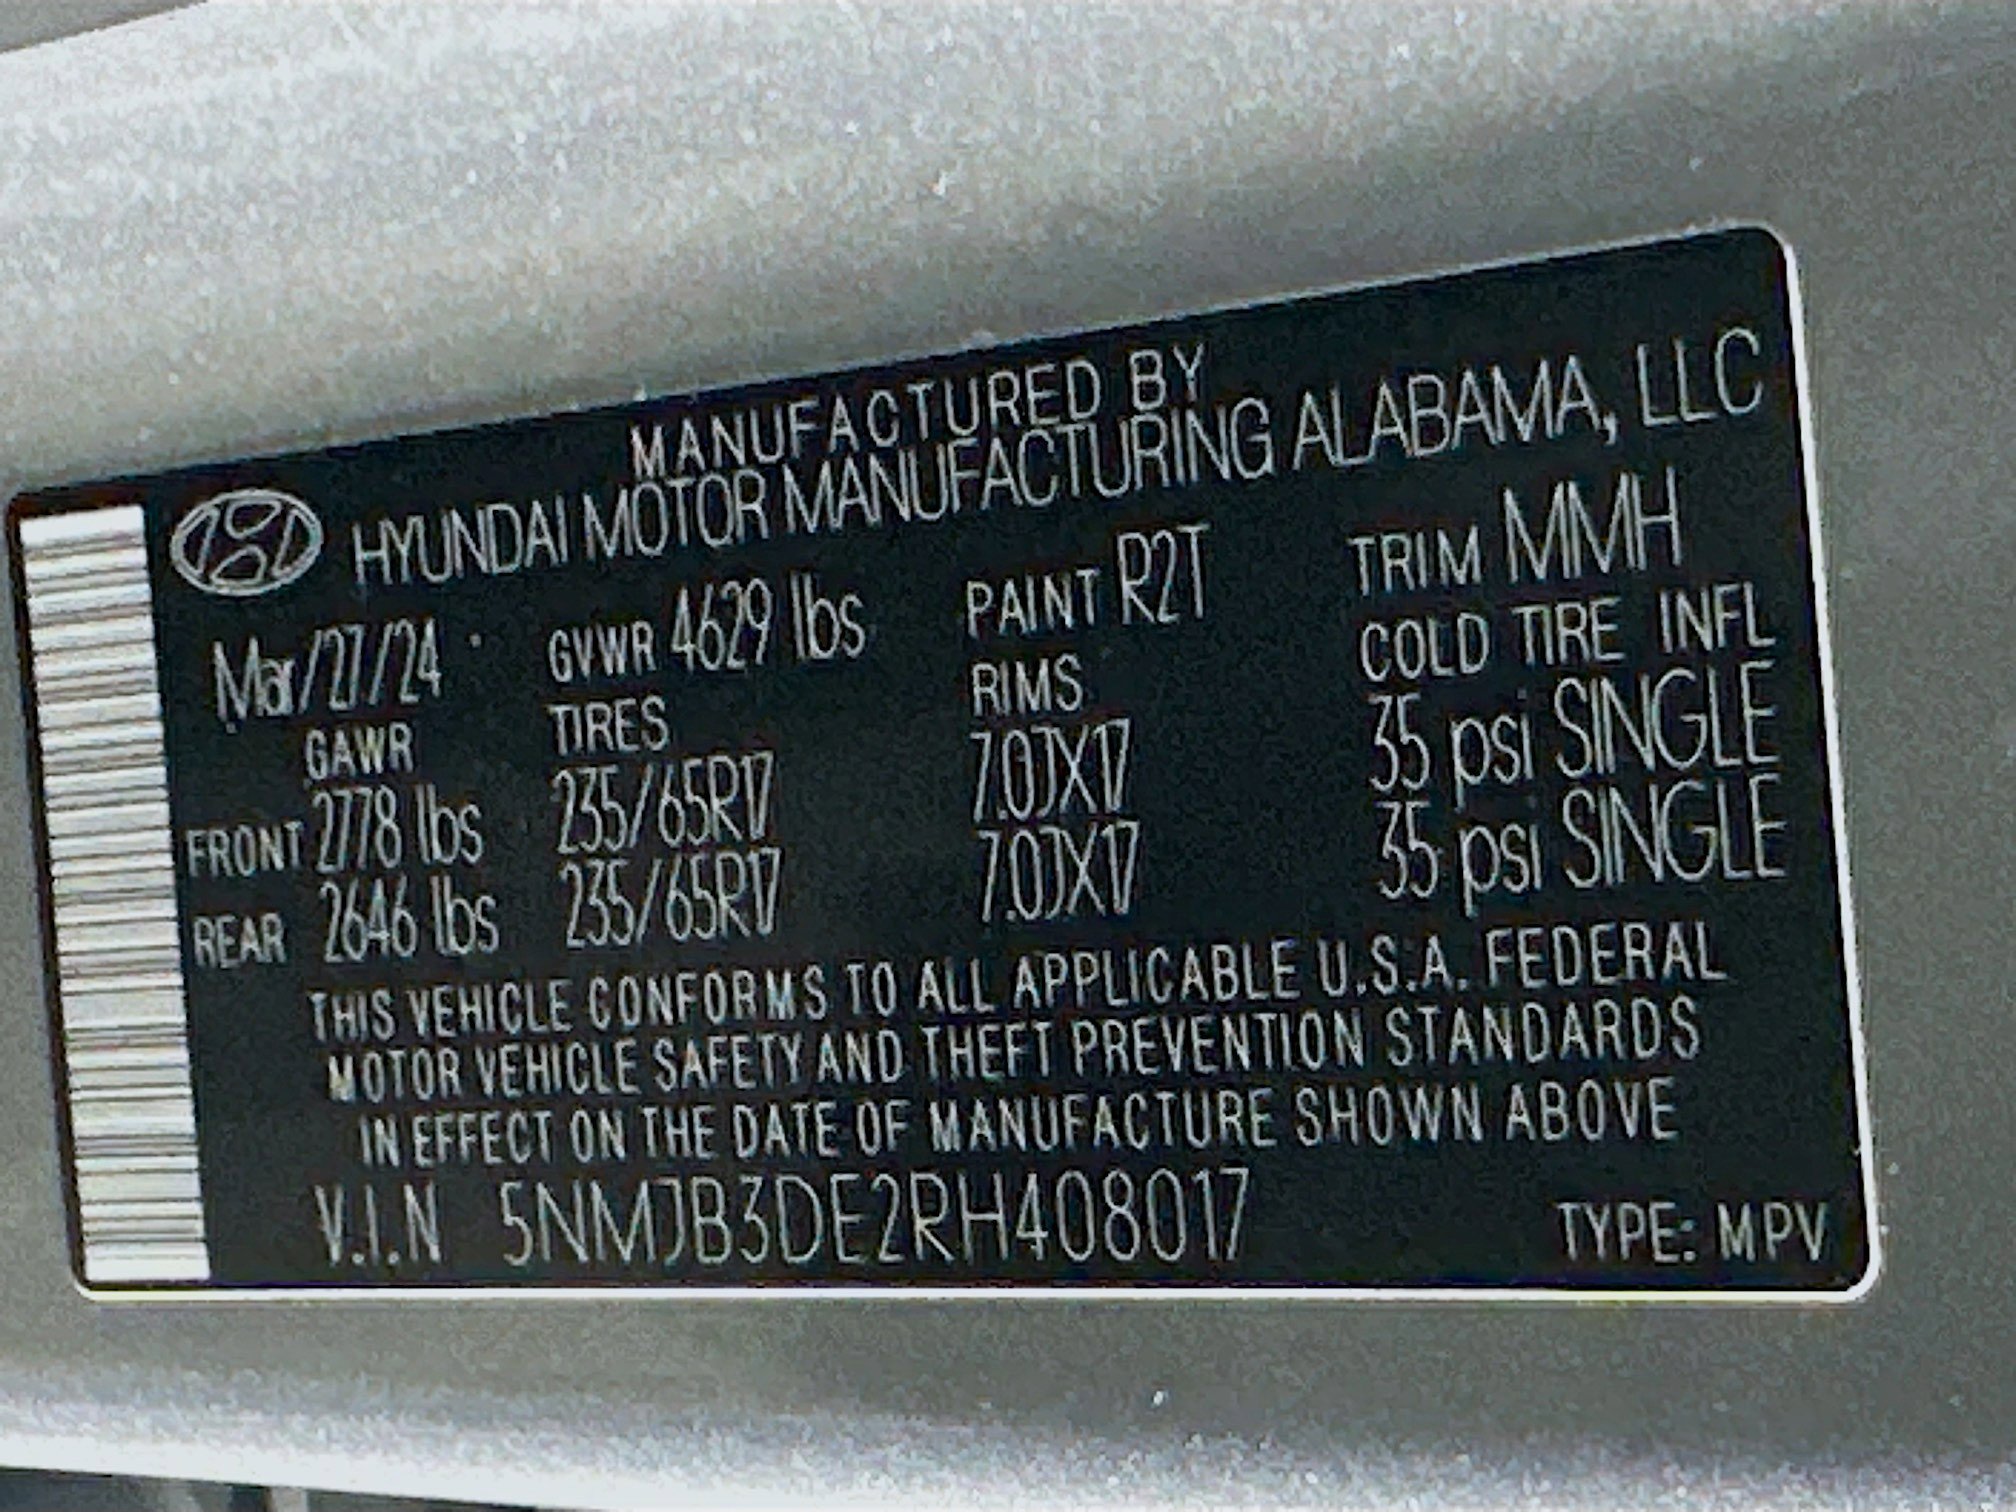 MANUFACTURED BY
HYUNDAI MOTOR MANUFACTURING ALABAMA, LLC
Mar/27/24 GVWR 4629 lbs PAINT R2T TRIM MMH
GAWR TIRES RIMS COLD TIRE INFL
FRONT 2778 lbs 235/65R17 7.0JX17 35 psi SINGLE
REAR 2646 lbs 235/65R17 7.0JX17 35 psi SINGLE
THIS VEHICLE CONFORMS TO ALL APPLICABLE U.S.A. FEDERAL
MOTOR VEHICLE SAFETY AND THEFT PREVENTION STANDARDS
IN EFFECT ON THE DATE OF MANUFACTURE SHOWN ABOVE
V.I.N 5NMJB3DE2RH408017 TYPE: MPV